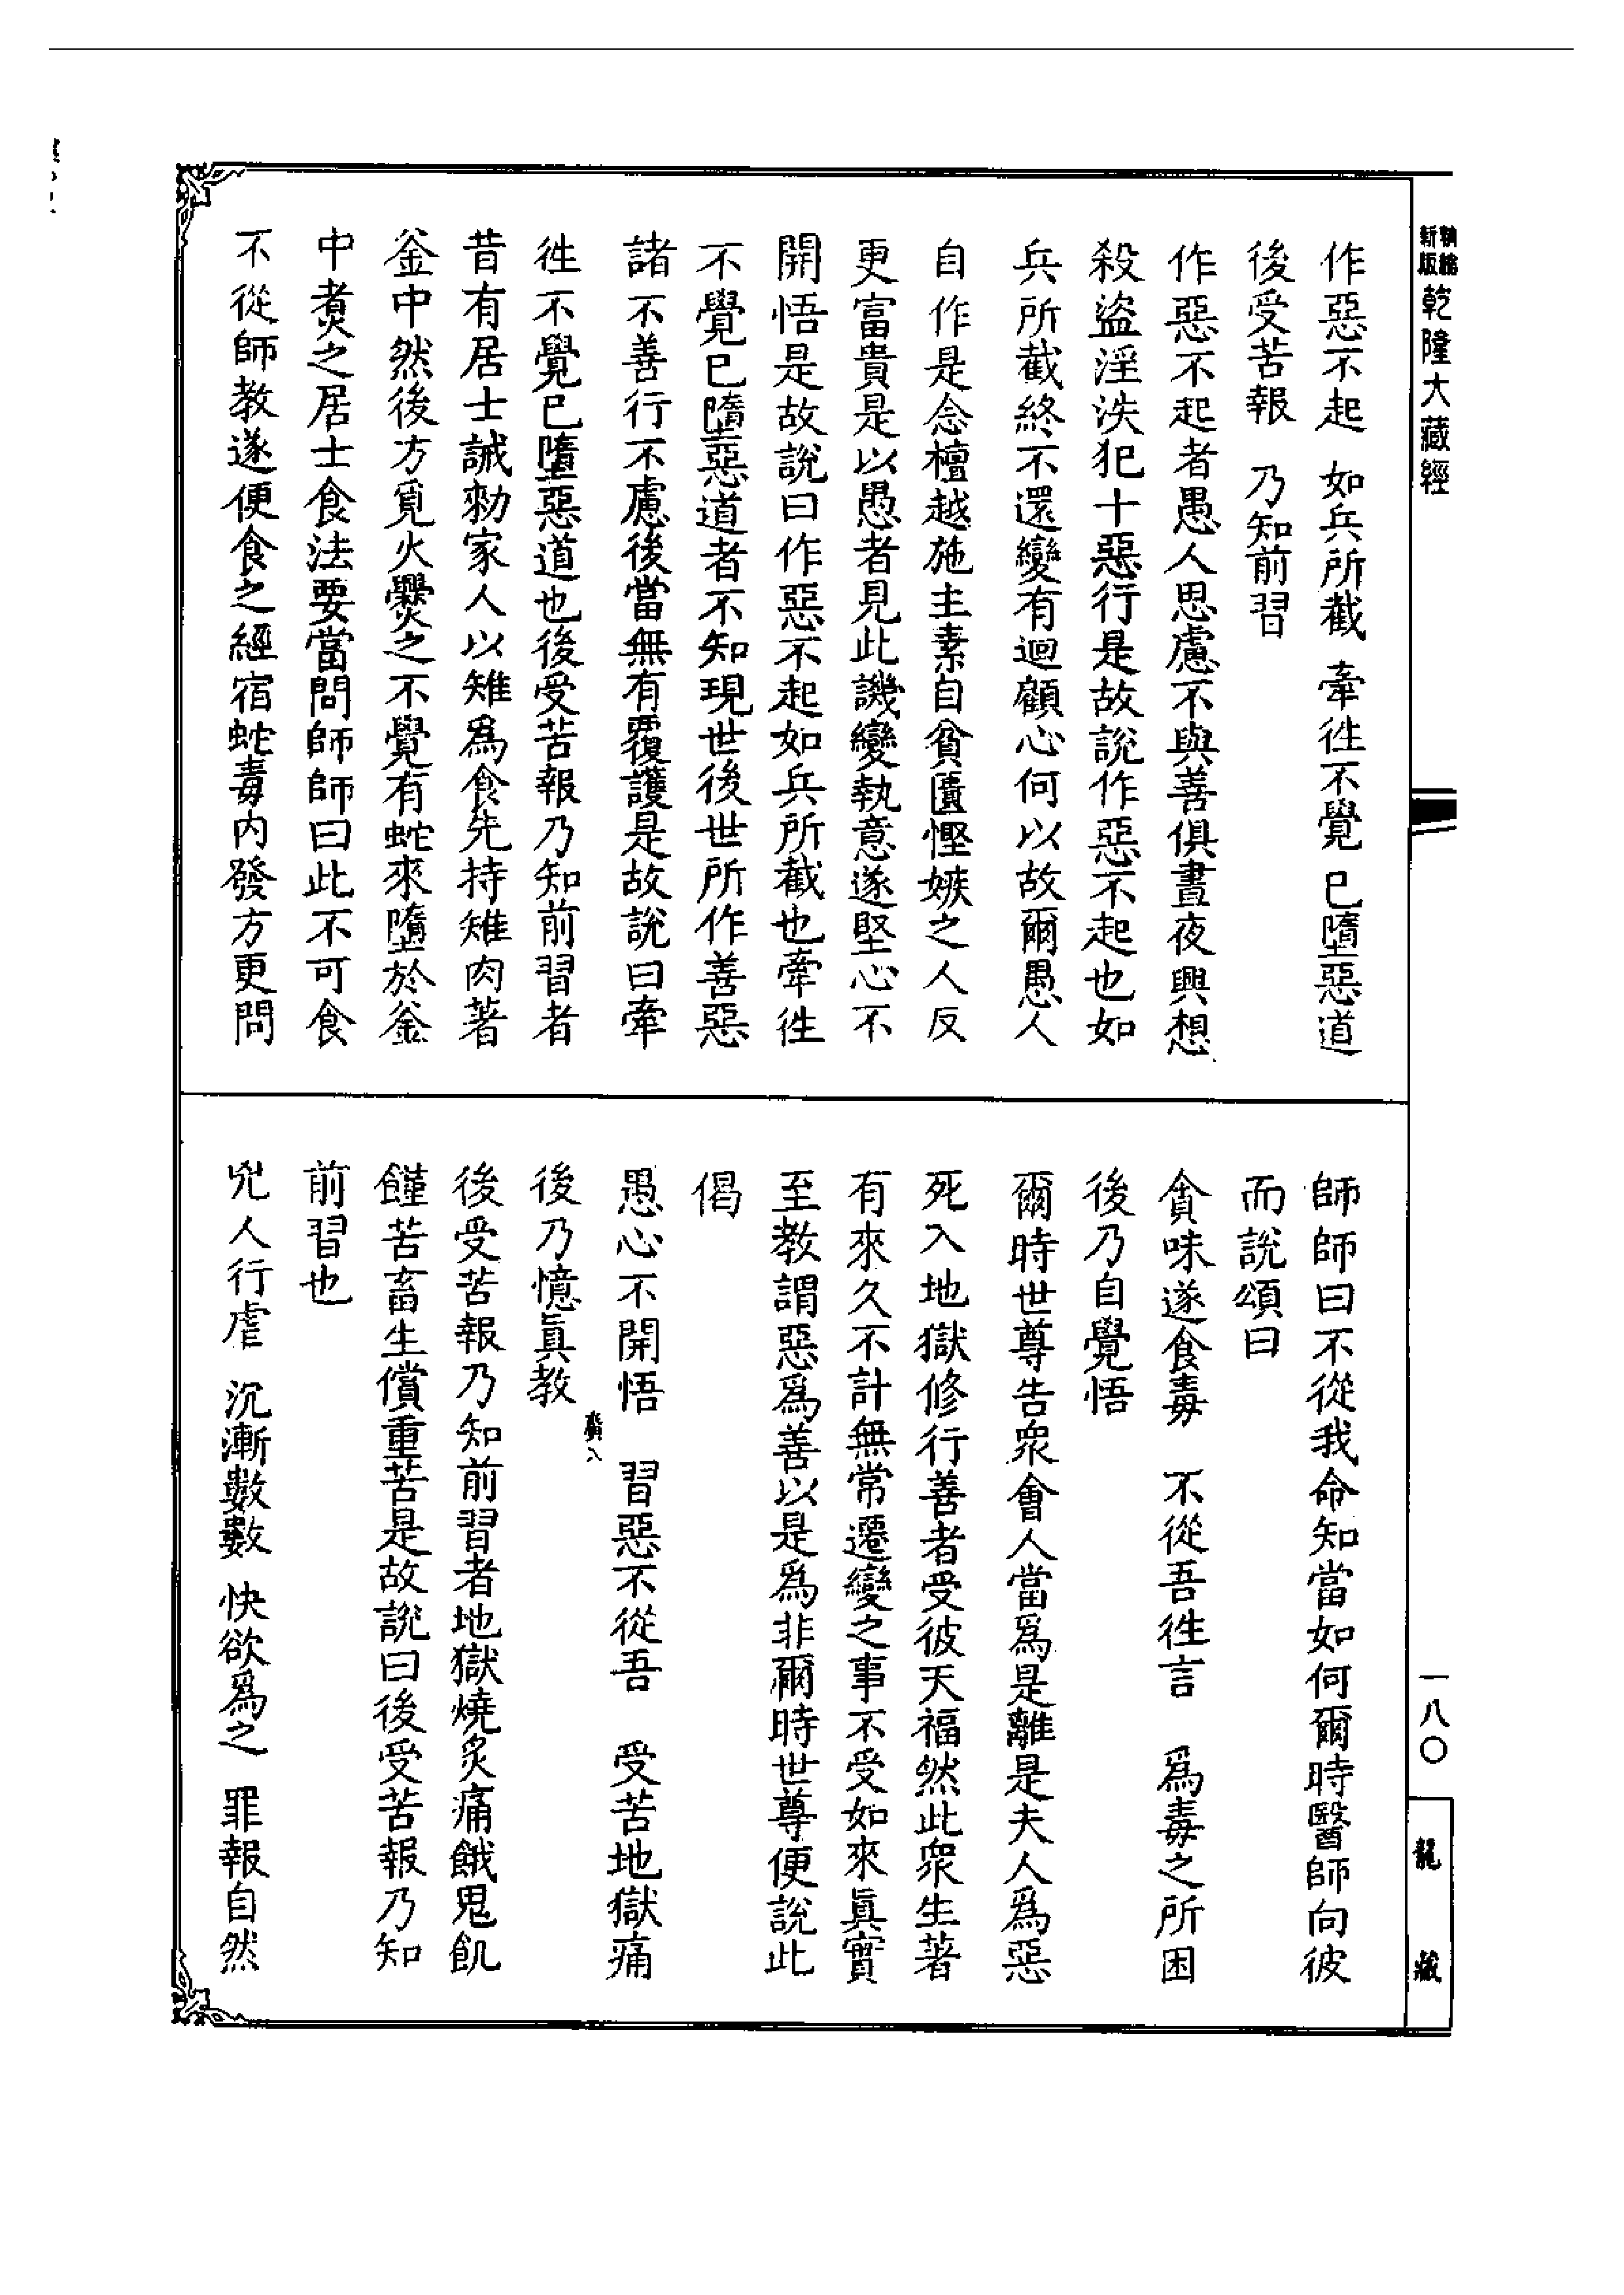 新編
縮版
乾隆大藏經
作惡不起　如兵所截　牽徃不覺　已墮惡道
後受苦報　乃知前習
作惡不起者愚人思慮不與善俱晝夜興想
殺盜淫泆犯十惡行是故說作惡不起也如
兵所截終不還變有迴顧心何以故爾愚人
自作是念檀越施主素自貧匱慳嫉之人反
更富貴是以愚者見此譏變執意遂堅心不
開悟是故說曰作惡不起如兵所截也牽徃
不覺已墮惡道者不知現世後世所作善惡
諸不善行不慮後當無有覆護是故說曰牽
徃不覺已墮惡道也後受苦報乃知前習者
昔有居士誡勑家人以雉爲食先持雉肉著
釜中然後方覓火爨之不覺有蛇來墮於釜
中煑之居士食法要當問師師曰此不可食
不從師教遂便食之經宿蛇毒內發方更問
師師曰不從我命知當如何爾時醫師向彼
而說頌曰
貪味遂食毒　不從吾徃言　爲毒之所困
後乃自覺悟
爾時世尊告衆會人當爲是離是夫人爲惡
死入地獄修行善者受彼天福然此衆生著
有來久不計無常遷變之事不受如來眞實
至教謂惡爲善以是爲非爾時世尊便說此
偈
愚心不開悟　習惡不從吾　受苦地獄痛
後乃憶眞教
後受苦報乃知前習者地獄燒炙痛餓鬼飢
饉苦畜生償重苦是故說曰後受苦報乃知
前習也
兇人行虐　沉漸數數　快欲爲之　罪報自然
一八〇
龍藏